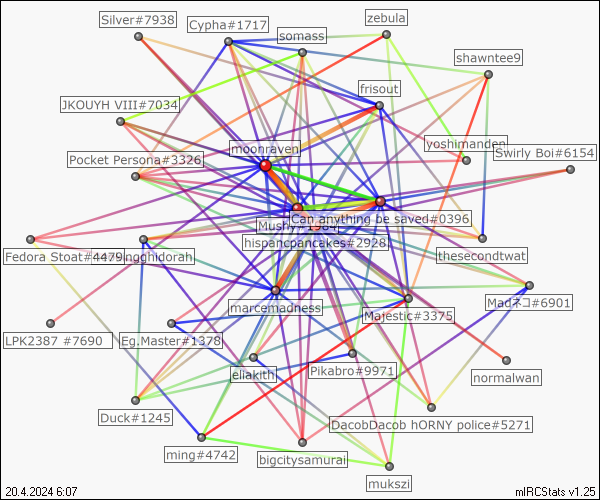 Silver#7938
Cypha#1717
zebula
somass
shawntee9
frisout
JKOUYH VIII#7034
moonraven
yoshimanden
Swirly Boi#6154
Pocket Persona#3326
Mushy#1984
Can,anything be saved#0396
hispancpancakes#2928
Fedora Stoat#4479
thesecondtwat
marcemadness
Majestic#3375
Madネコ#6901
LPK2387 #7690
Eg.Master#1378
eliakith
Pikabro#9971
normalwan
Duck#1245
DacobDacob hORNY police#5271
ming#4742
bigcitysamurai
mukszi
20.4.2024 6:07
mIRCStats v1.25